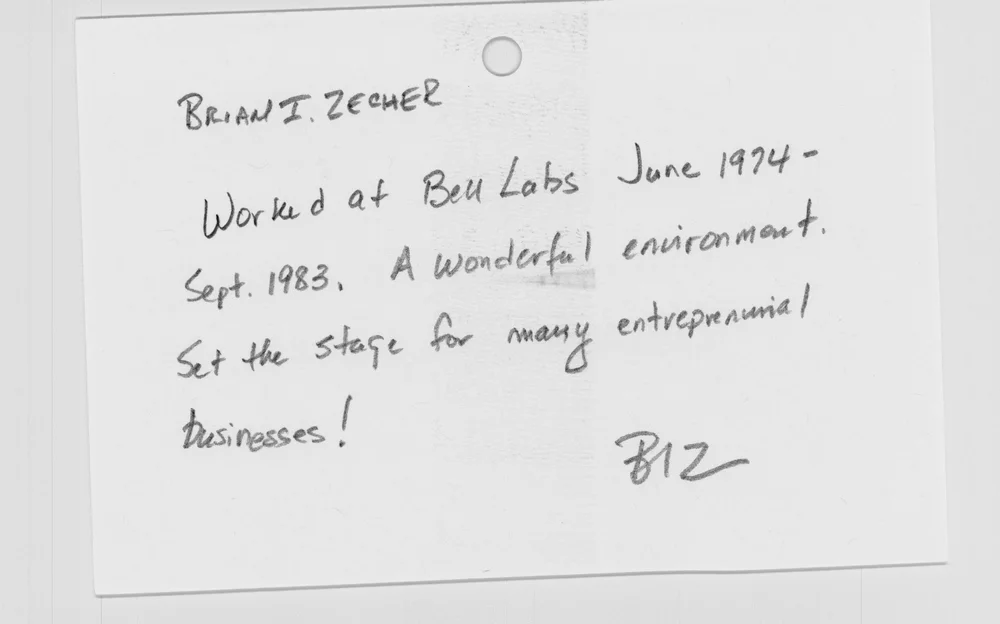 BRIAN I. ZECHER
Worked at Bell Labs June 1974 -
Sept. 1983. A wonderful environment.
Set the stage for many entreprenurial
businesses!
BIZ